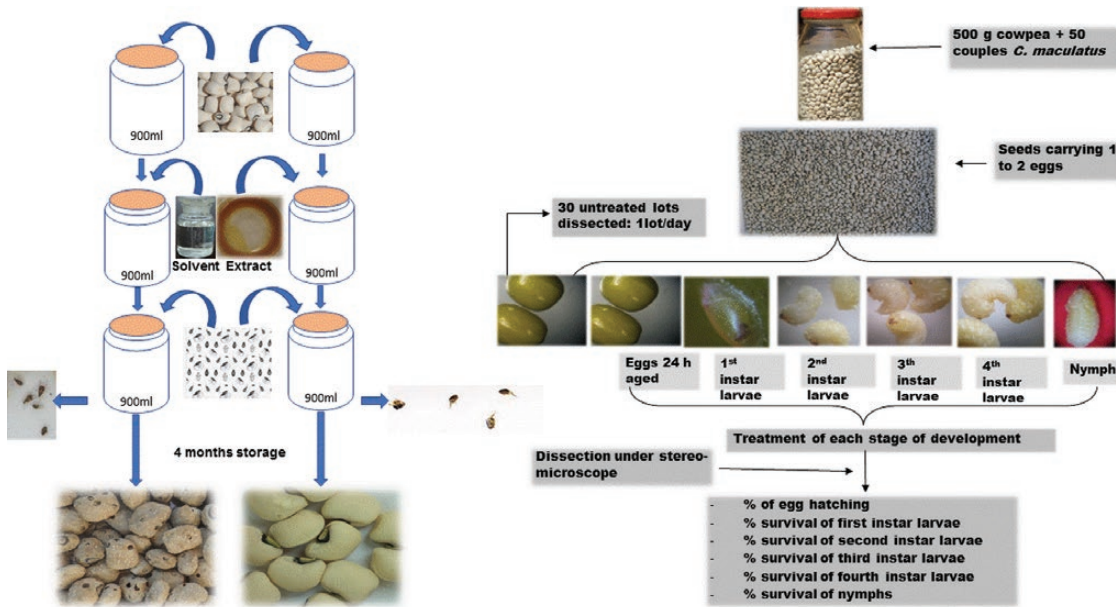 900ml
900ml
900ml
Solvent
Extract
900ml
900ml
900ml
4 months storage
500 g cowpea + 50
couples C. maculatus
Seeds carrying 1
to 2 eggs
30 untreated lots
dissected: 1lot/day
Eggs 24 h
aged
1st
instar
larvae
2nd
instar
larvae
3th
instar
larvae
4th
instar
larvae
Nymph
Treatment of each stage of development
Dissection under stereo-
microscope
- % of egg hatching
- % survival of first instar larvae
- % survival of second instar larvae
- % survival of third instar larvae
- % survival of fourth instar larvae
- % survival of nymphs